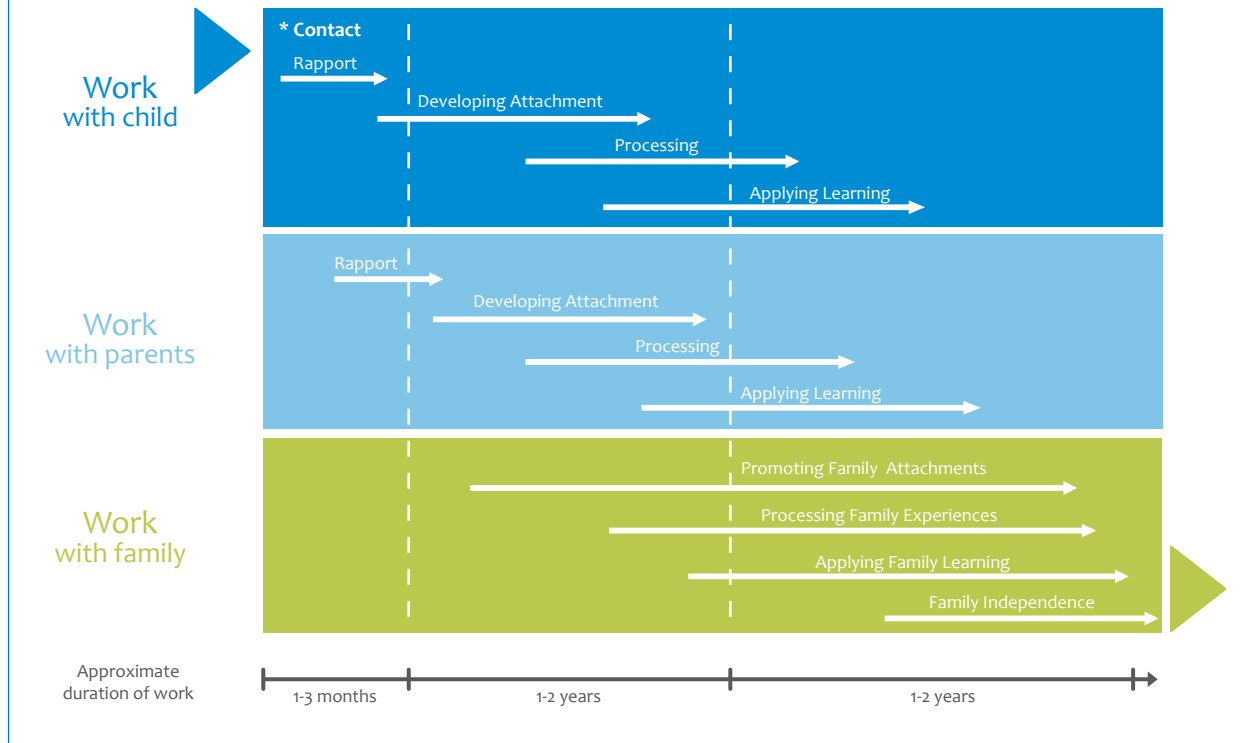 * Contact
Rapport
Work
with child
Developing Attachment
Processing
Applying Learning
Rapport
Developing Attachment
Work
with parents
Processing
Applying Learning
Promoting Family Attachments
Work
with family
Processing Family Experiences
Applying Family Learning
Family Independence
Approximate
duration of work
1-3 months
1-2 years
1-2 years